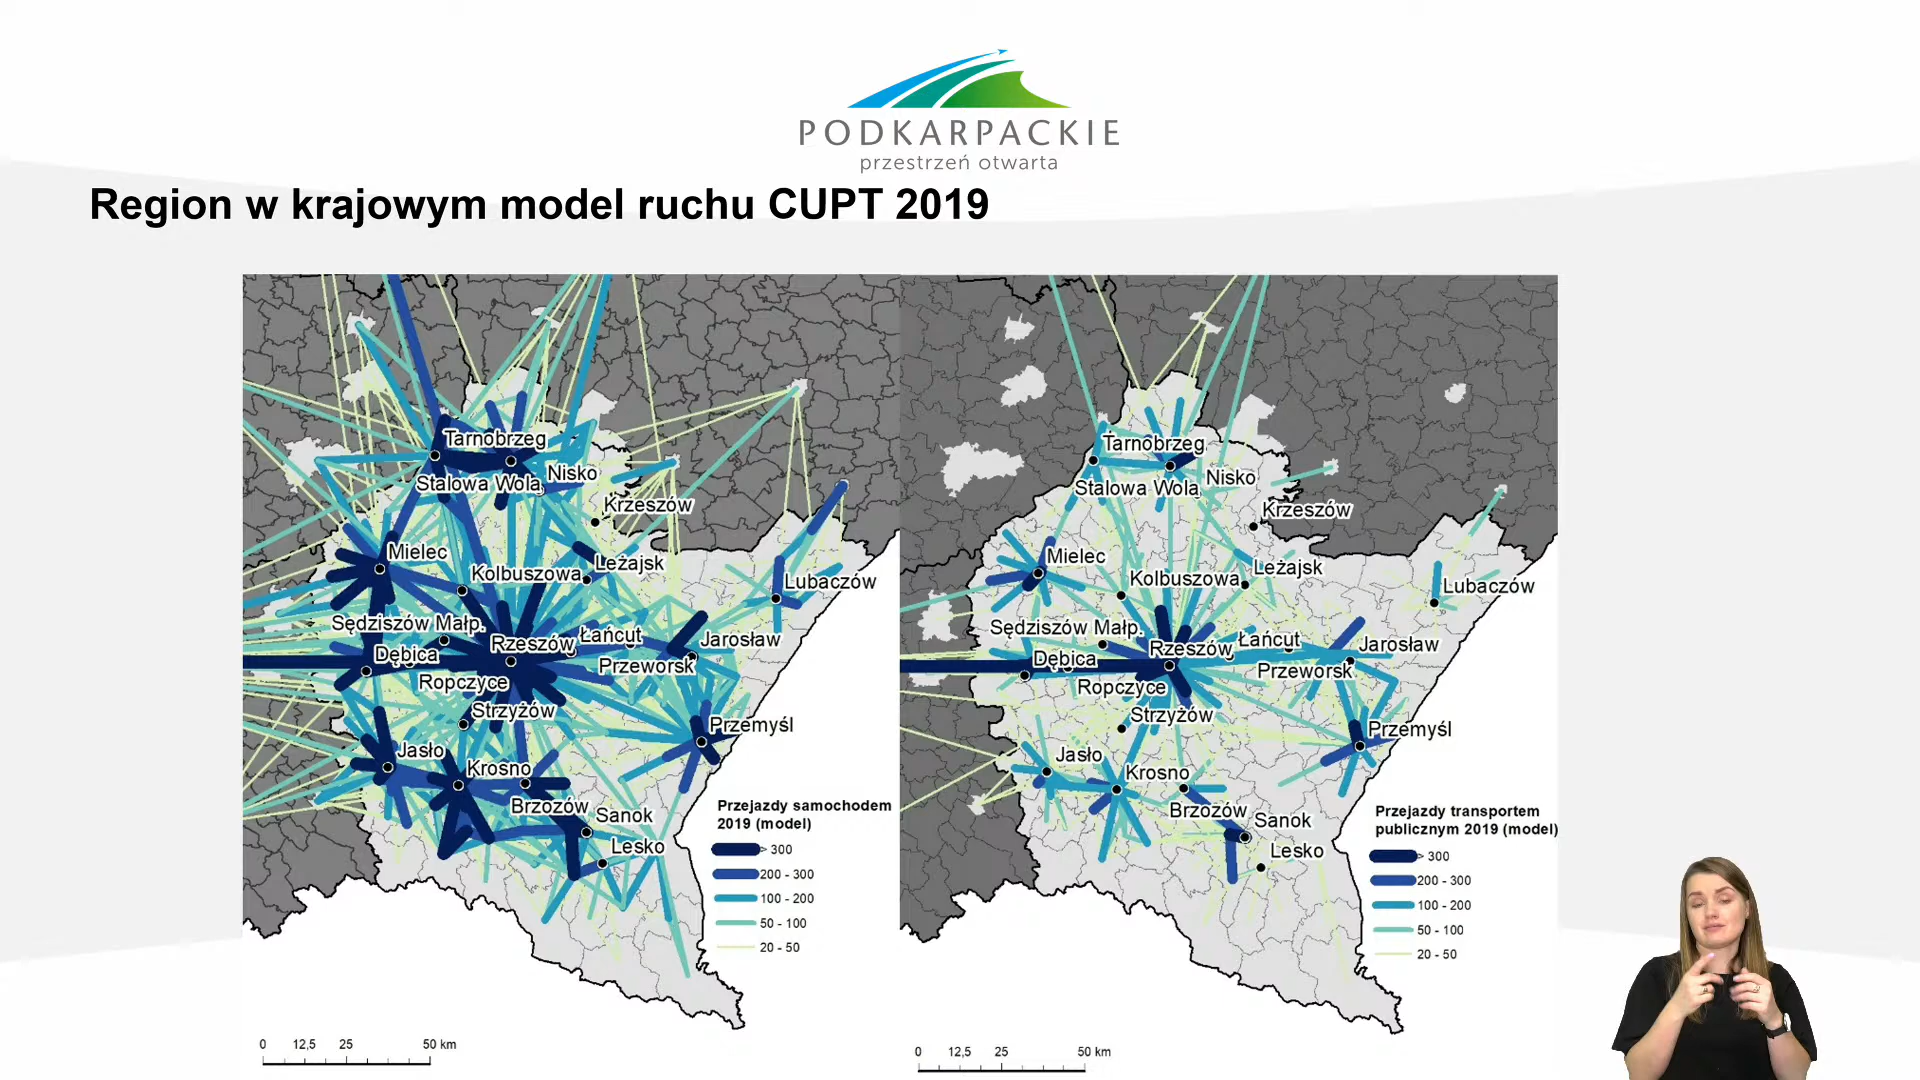 PODKARPACKIE
przestrzeń otwarta
Region w krajowym model ruchu CUPT 2019
Tarnobrzeg
Stalowa Wola
Nisko
Krzeszów
Mielec
Kolbuszowa
Leżajsk
Lubaczów
Sędziszów Małp.
Rzeszów
Łańcut
Jarosław
Dębica
Przeworsk
Ropczyce
Strzyżów
Przemyśl
Jasło
Krosno
Brzozów
Sanok
Lesko
Przejazdy samochodem
2019 (model)
> 300
200 - 300
100 - 200
50 - 100
20 - 50
0 12,5 25 50 km
Tarnobrzeg
Stalowa Wola
Nisko
Krzeszów
Mielec
Kolbuszowa
Leżajsk
Lubaczów
Sędziszów Małp.
Rzeszów
Łańcut
Jarosław
Dębica
Przeworsk
Ropczyce
Strzyżów
Przemyśl
Jasło
Krosno
Brzozów
Sanok
Lesko
Przejazdy transportem
publicznym 2019 (model)
> 300
200 - 300
100 - 200
50 - 100
20 - 50
0 12,5 25 50 km